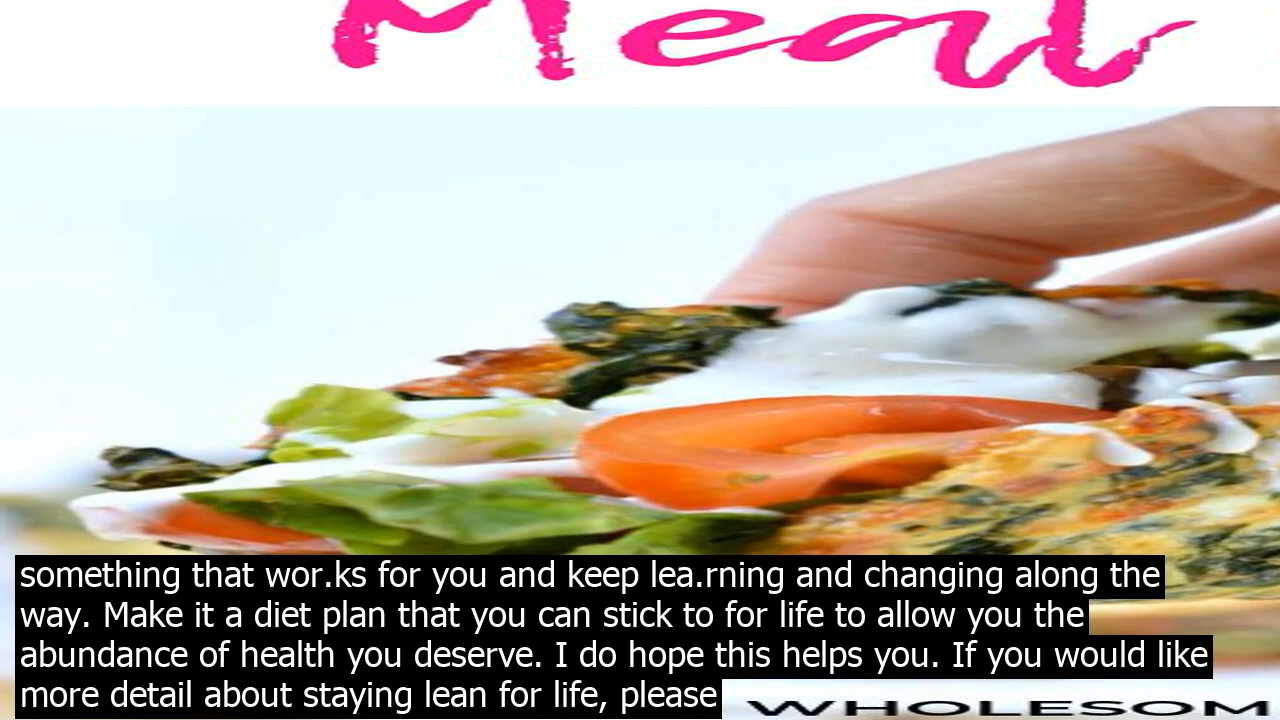 Meal
something that wor.ks for you and keep lea.rning and changing along the
way. Make it a diet plan that you can stick to for life to allow you the
abundance of health you deserve. I do hope this helps you. If you would like
more detail about staying lean for life, please
WHOLESOM